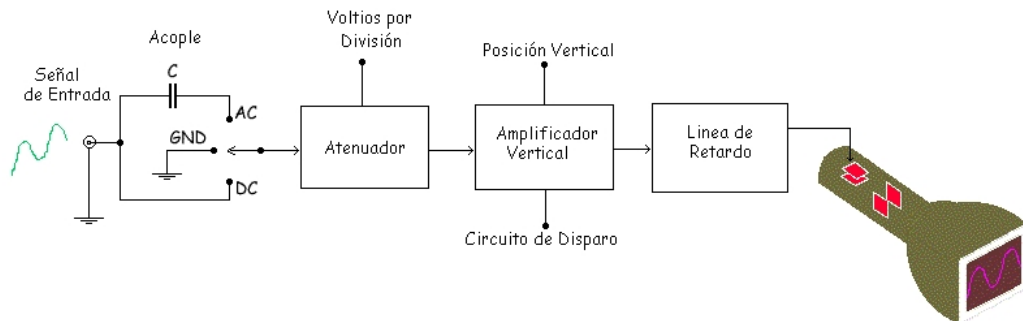 Señal
de Entrada
Acople
C
AC
GND
DC
Voltios por
División
Atenuador
Posición Vertical
Amplificador
Vertical
Circuito de Disparo
Linea de
Retardo